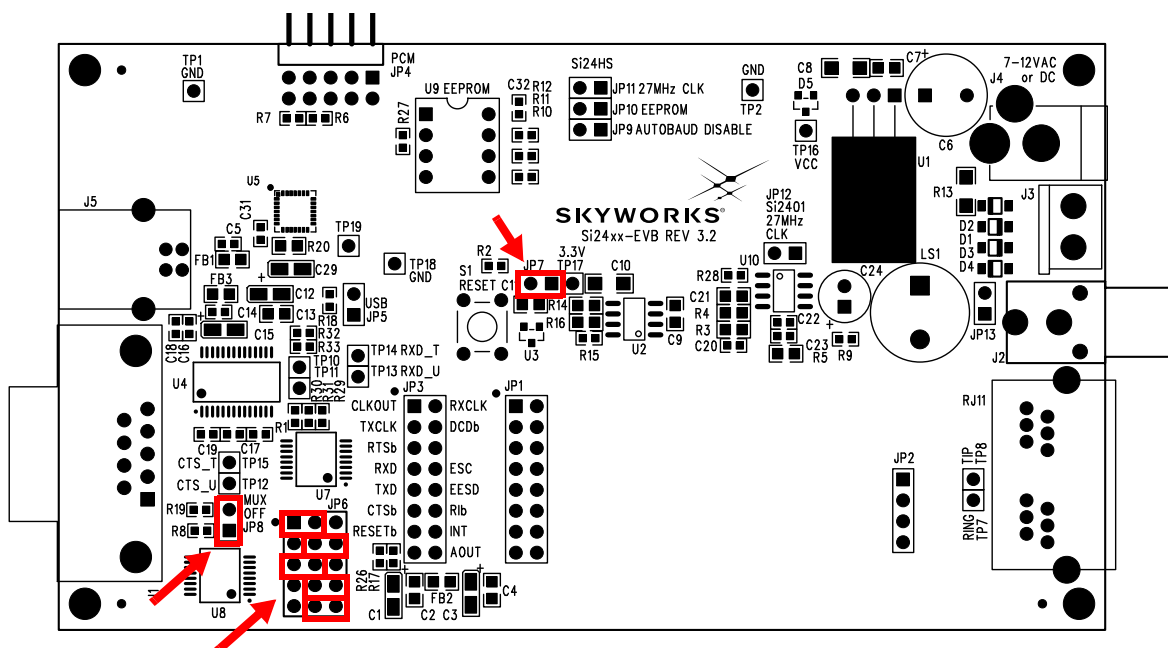 TP1
GND
PCM
JP4
R7
R6
R27
U9 EEPROM
C32
R12
R11
R10
Si24HS
JP11 27MHz CLK
JP10 EEPROM
JP9 AUTOBAUD DISABLE
GND
TP2
C8
C7
D5
TP16
VCC
7-12VAC
or DC
J4
C6
U1
R13
J3
D2
D1
D3
D4
J5
U5
C31
C5
FB1
R20
TP19
C29
TP18
GND
SKYWORKS®
Si24xx-EVB REV 3.2
JP12
Si2401
27MHz
CLK
FB3
C12
C14
C13
C15
C18
C16
R18
R32
R33
USB
JP5
S1
RESET
R2
JP7
3.3V
TP17
C10
C1
R14
R16
R15
U3
U2
C9
R28
U10
C21
R4
R3
C20
C22
C23
R5
C24
R9
LS1
JP13
J2
U4
TP10
TP11
TP14 RXD_T
TP13 RXD_U
R30
R31
R29
R1
C19
C17
CTS_T
TP15
CTS_U
TP12
MUX
OFF
JP8
R19
R8
J1
U8
U7
JP6
JP3
JP1
CLKOUT
RXCLK
TXCLK
DCDb
RTSb
RXD
ESC
TXD
EESD
CTSb
RIb
RESETb
INT
AOUT
R26
R17
C1
C2
FB2
C3
C4
JP2
RJ11
TIP
TP8
RING
TP7